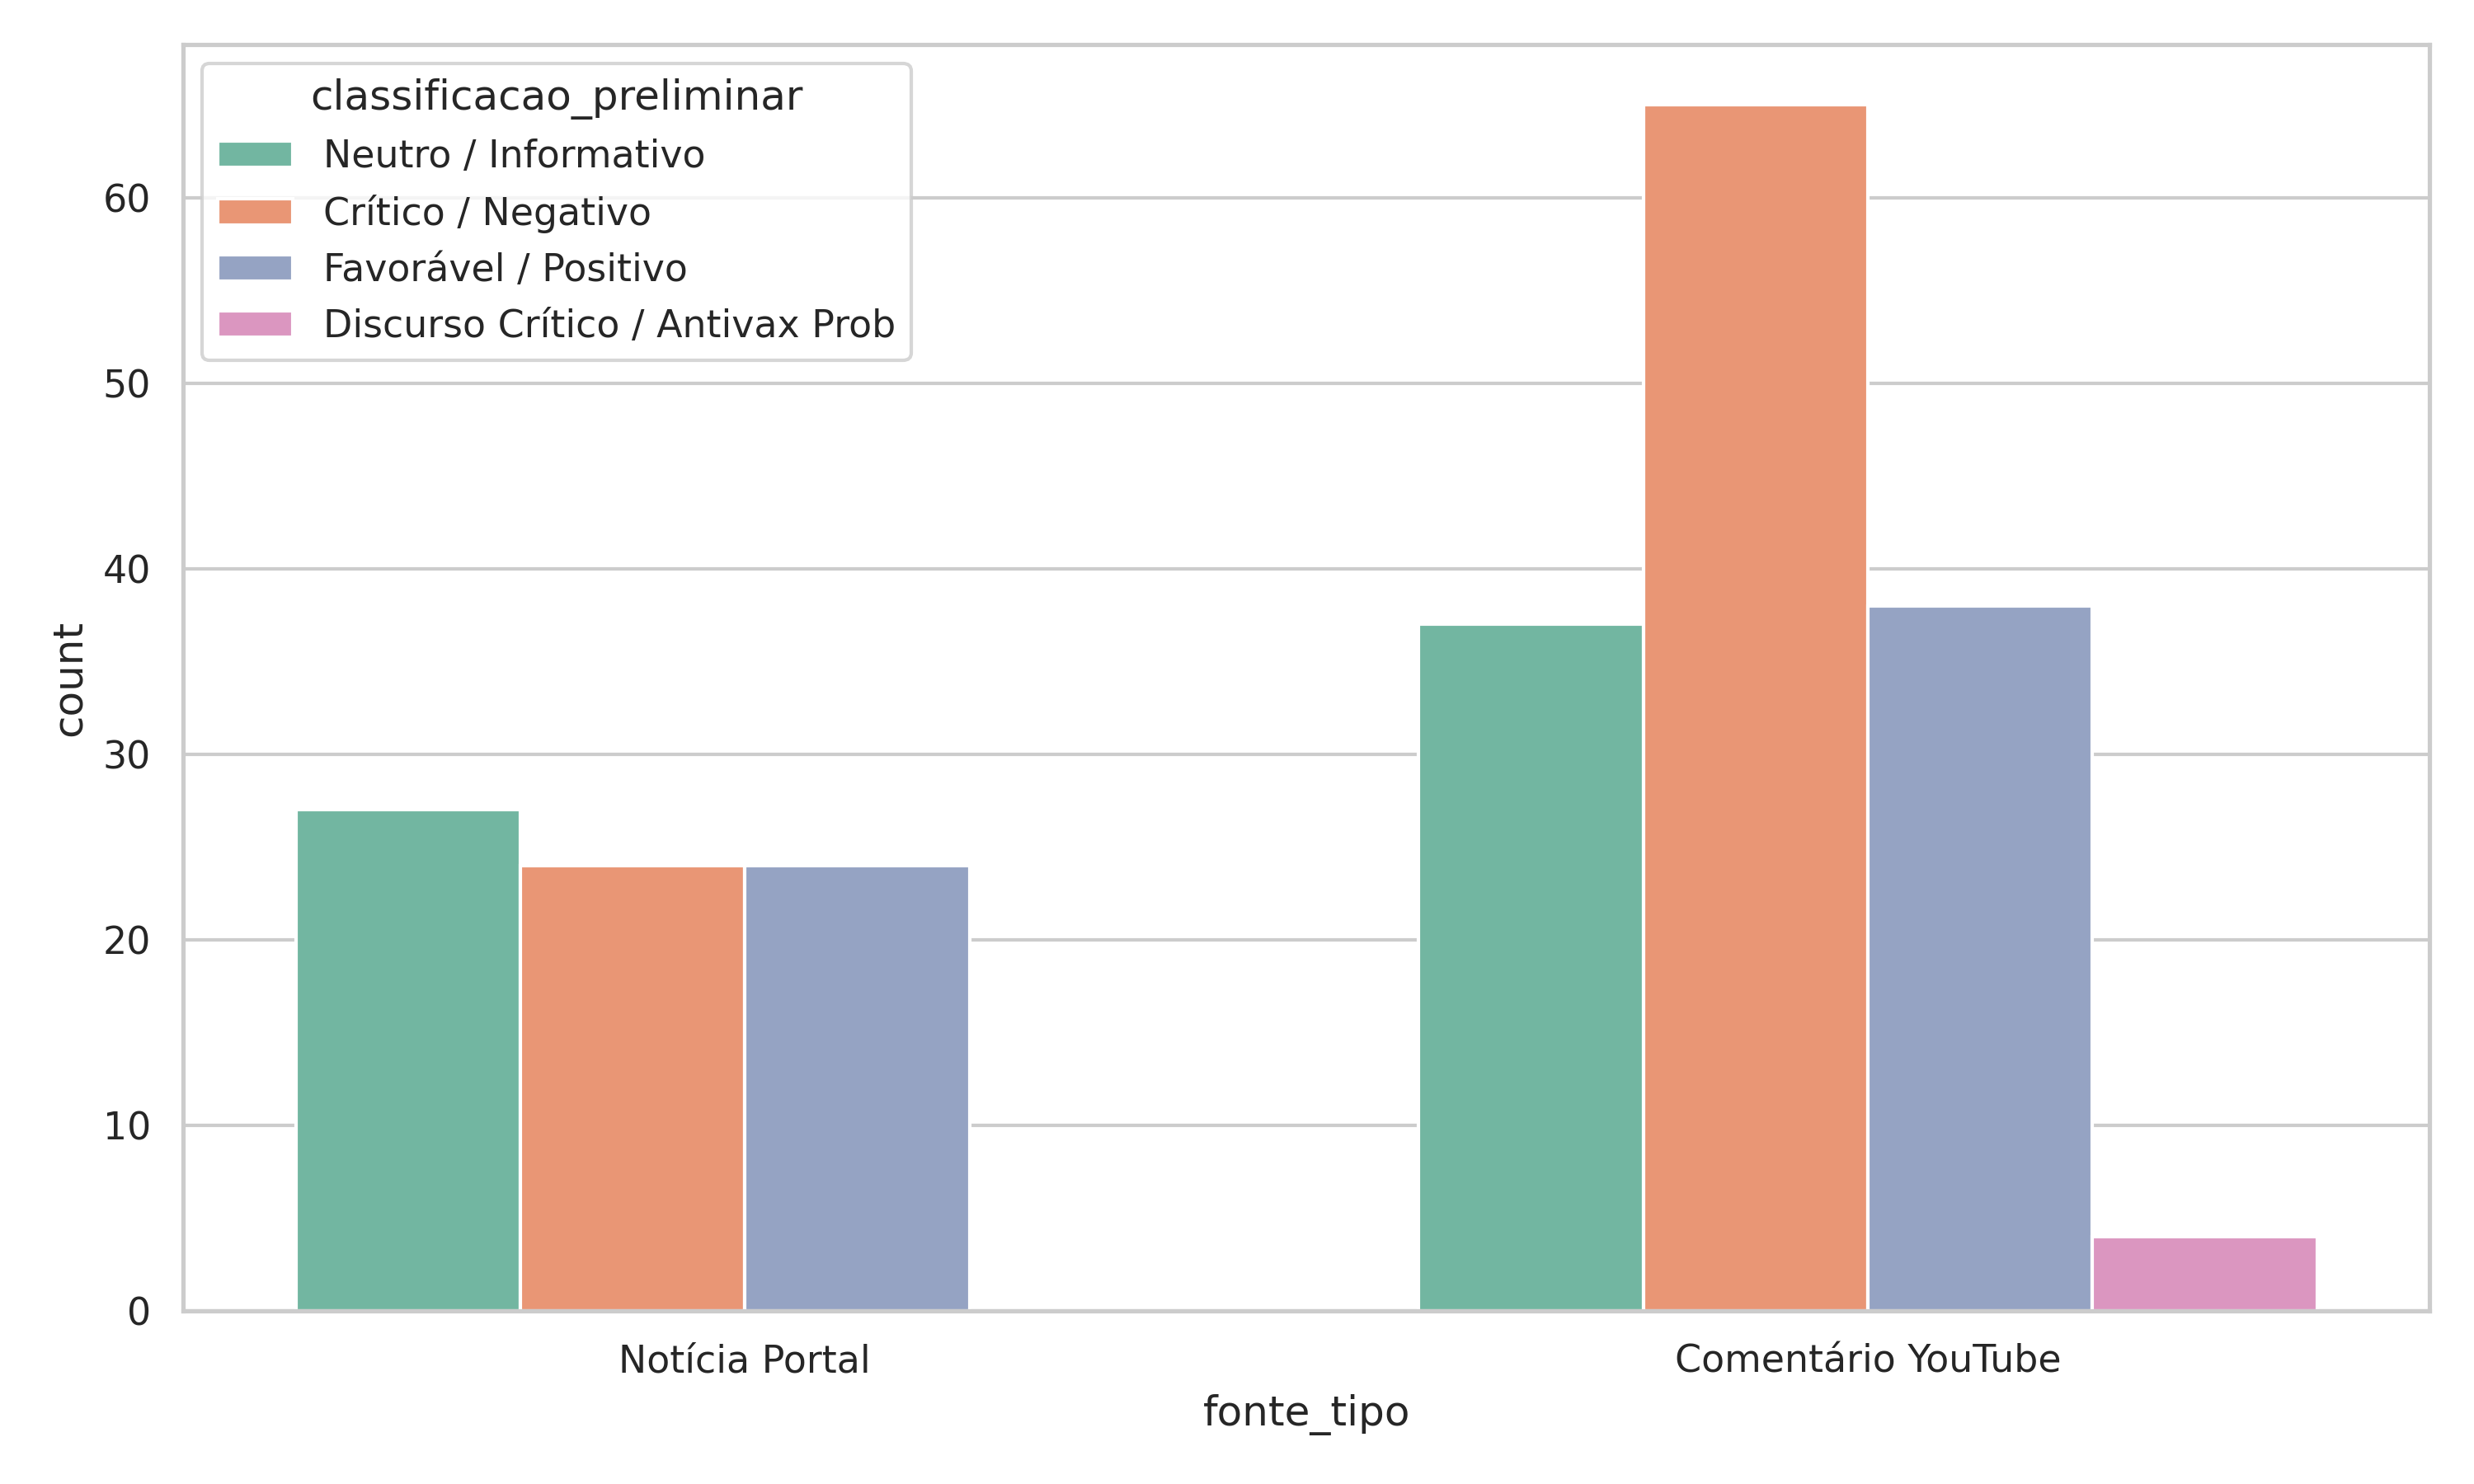 classificacao_preliminar
Neutro / Informativo
Crítico / Negativo
Favorável / Positivo
Discurso Crítico / Antivax Prob
60
50
40
30
20
10
0
count
Notícia Portal
Comentário YouTube
fonte_tipo